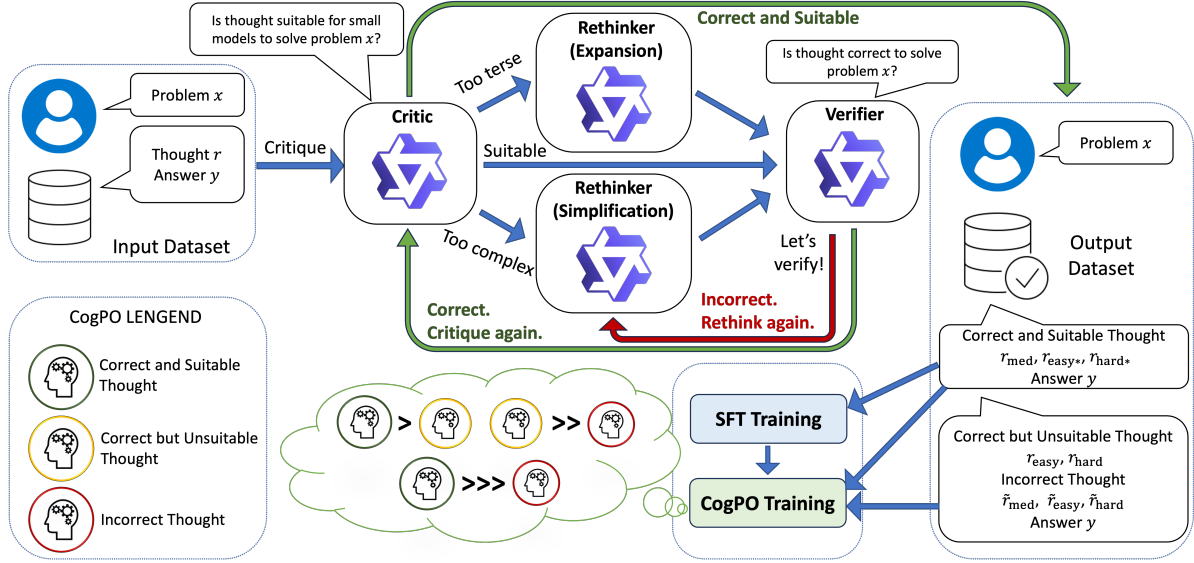 Is thought suitable for small
models to solve problem x?
Correct and Suitable
Problem x
Thought r
Answer y
Input Dataset
Critique
Critic
Too terse
Suitable
Too complex
Rethinker
(Expansion)
Rethinker
(Simplification)
Is thought correct to solve
problem x?
Verifier
Let's
verify!
Correct.
Critique again.
Incorrect.
Rethink again.
Problem x
Output
Dataset
Correct and Suitable Thought
r_med, r_easy*, r_hard*
Answer y
Correct but Unsuitable Thought
r_easy, r_hard
Incorrect Thought
r̃_med, r̃_easy, r̃_hard
Answer y
CogPO LENGEND
Correct and Suitable
Thought
Correct but Unsuitable
Thought
Incorrect Thought
> >>
>>>
SFT Training
CogPO Training